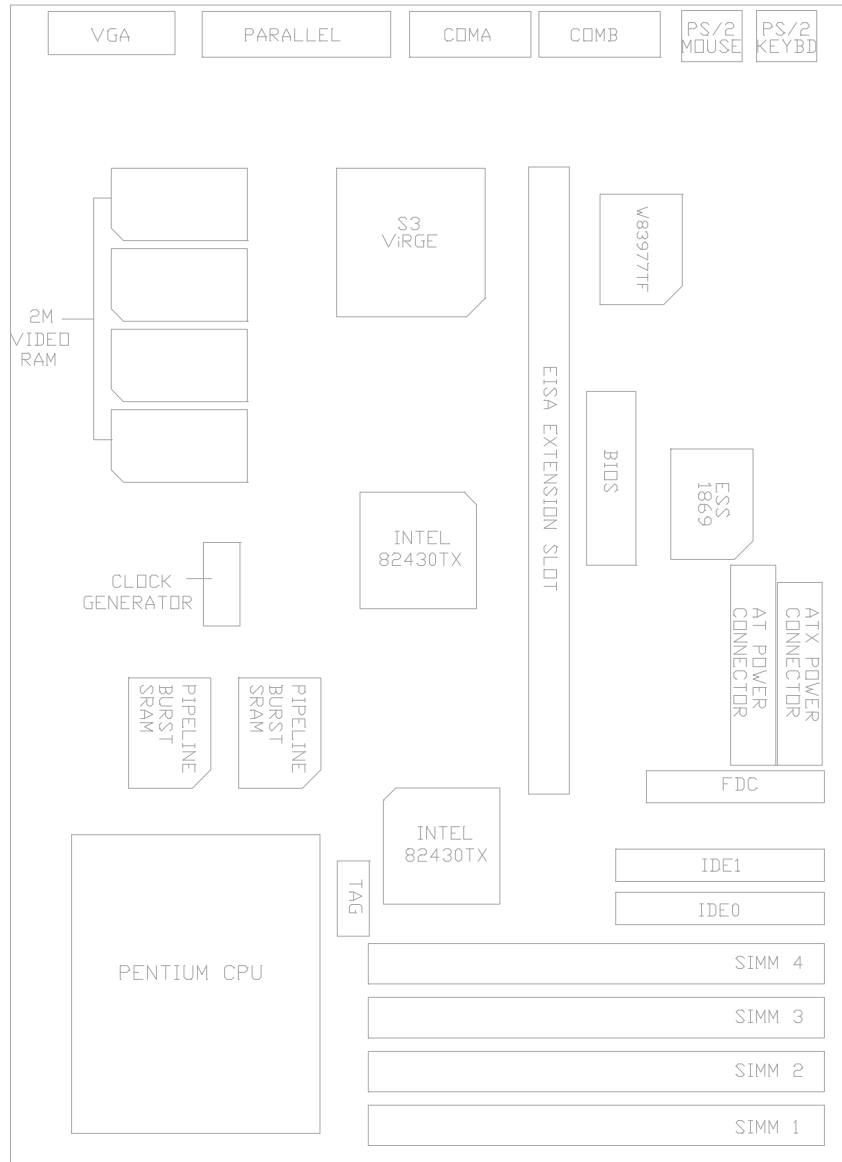 VGA
PARALLEL
COMA
COMB
PS/2
MOUSE
PS/2
KEYBD
S3
ViRGE
W83977TF
2M
VIDEO
RAM
EISA EXTENSION SLOT
BIOS
ESS
1869
INTEL
82430TX
CLOCK
GENERATOR
AT POWER
CONNECTOR
ATX POWER
CONNECTOR
PIPELINE
BURST
SRAM
PIPELINE
BURST
SRAM
FDC
INTEL
82430TX
IDE1
TAG
IDE0
PENTIUM CPU
SIMM 4
SIMM 3
SIMM 2
SIMM 1